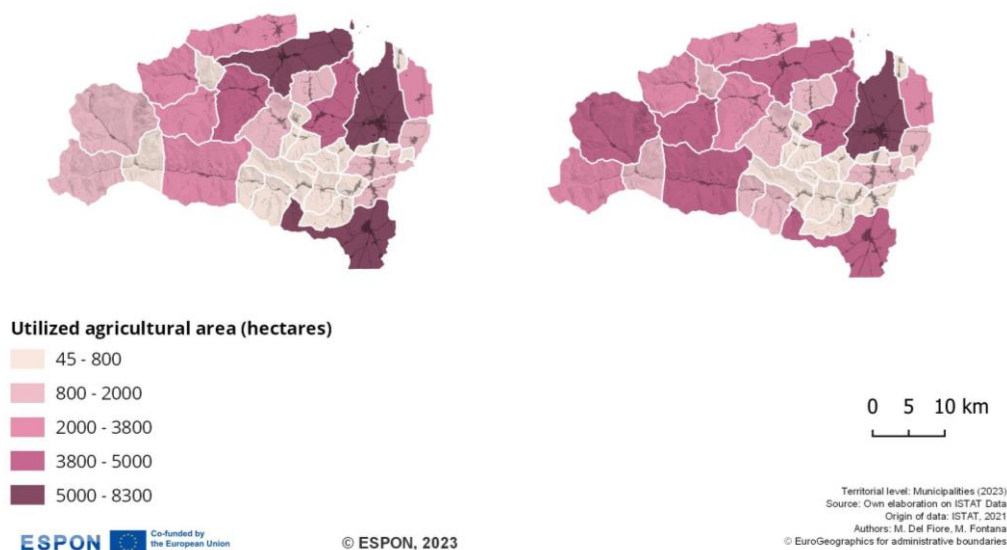 Utilized agricultural area (hectares)
45 - 800
800 - 2000
2000 - 3800
3800 - 5000
5000 - 8300
0 5 10 km
Territorial level: Municipalities (2023)
Source: Own elaboration on ISTAT Data
Origin of data: ISTAT, 2021
Authors: M. Del Fiore, M. Fontana
© EuroGeographics for administrative boundaries
ESPON
Co-funded by
the European Union
© ESPON, 2023